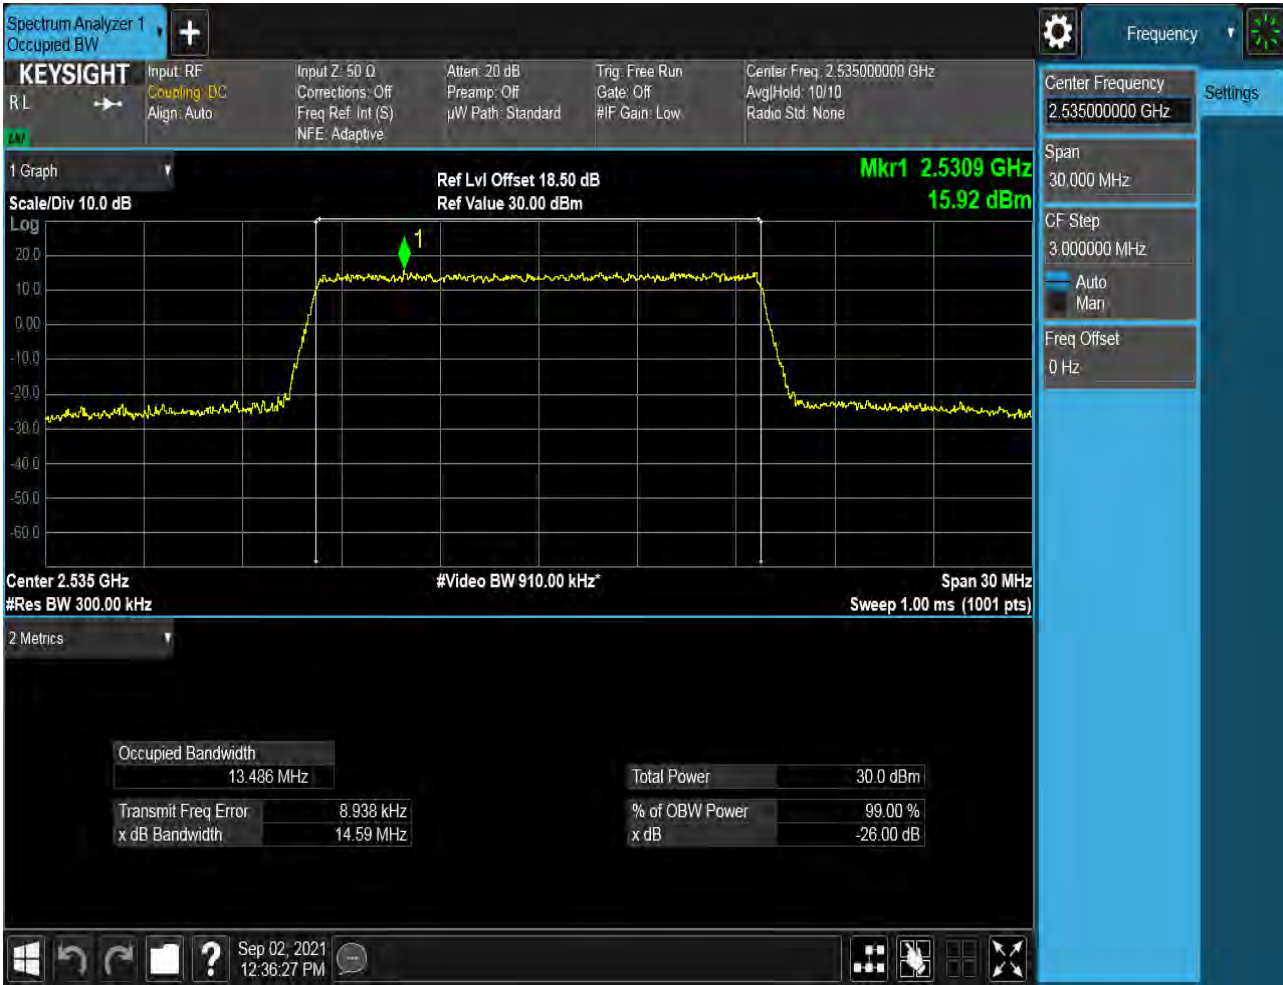 Spectrum Analyzer 1
Occupied BW
+
Frequency
KEYSIGHT
R L
Input: RF
Coupling: DC
Align: Auto
Input Z: 50 Ω
Corrections: Off
Freq Ref: Int (S)
NFE: Adaptive
Atten: 20 dB
Preamp: Off
µW Path: Standard
Trig: Free Run
Gate: Off
#IF Gain: Low
Center Freq: 2.535000000 GHz
Avg|Hold: 10/10
Radio Std: None
Center Frequency
2.535000000 GHz
Settings
Span
30.000 MHz
CF Step
3.000000 MHz
Auto
Man
Freq Offset
0 Hz
1 Graph
Scale/Div 10.0 dB
Ref Lvl Offset 18.50 dB
Ref Value 30.00 dBm
Mkr1 2.5309 GHz
15.92 dBm
Log
1
20.0
10.0
0.00
-10.0
-20.0
-30.0
-40.0
-50.0
-60.0
Center 2.535 GHz
#Video BW 910.00 kHz*
Span 30 MHz
#Res BW 300.00 kHz
Sweep 1.00 ms (1001 pts)
2 Metrics
Occupied Bandwidth
13.486 MHz
Total Power 30.0 dBm
Transmit Freq Error 8.938 kHz
% of OBW Power 99.00 %
x dB Bandwidth 14.59 MHz
x dB -26.00 dB
?
Sep 02, 2021
12:36:27 PM